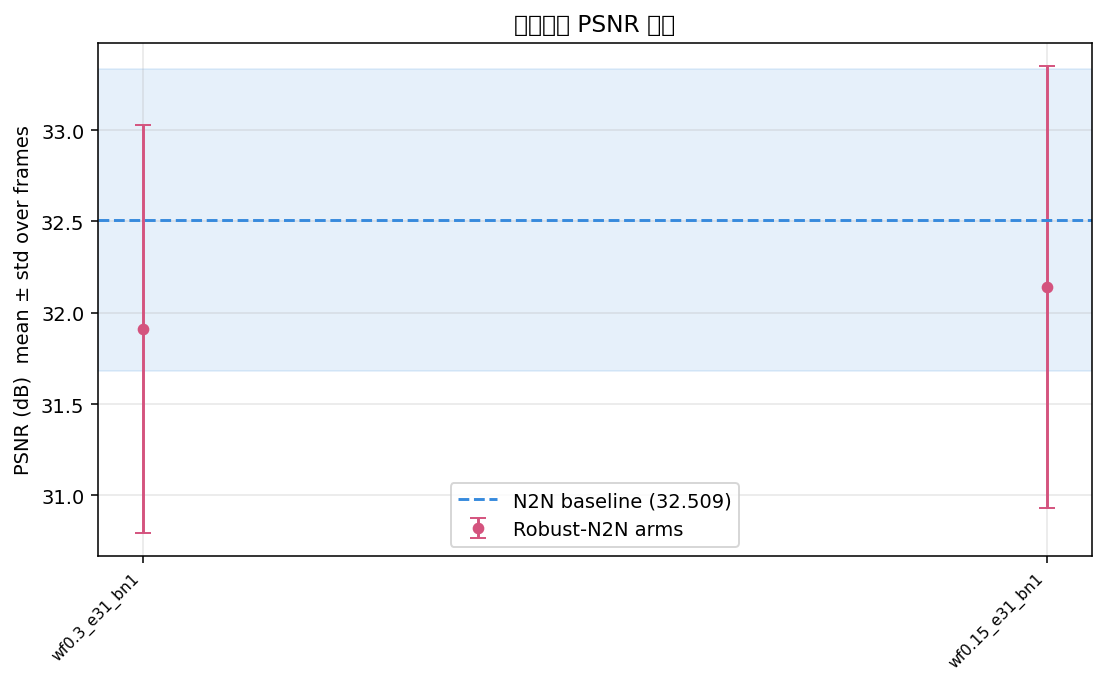 PSNR
33.0
32.5
32.0
31.5
31.0
PSNR (dB) mean ± std over frames
N2N baseline (32.509)
Robust-N2N arms
wf0.3_e31_bn1
wf0.15_e31_bn1